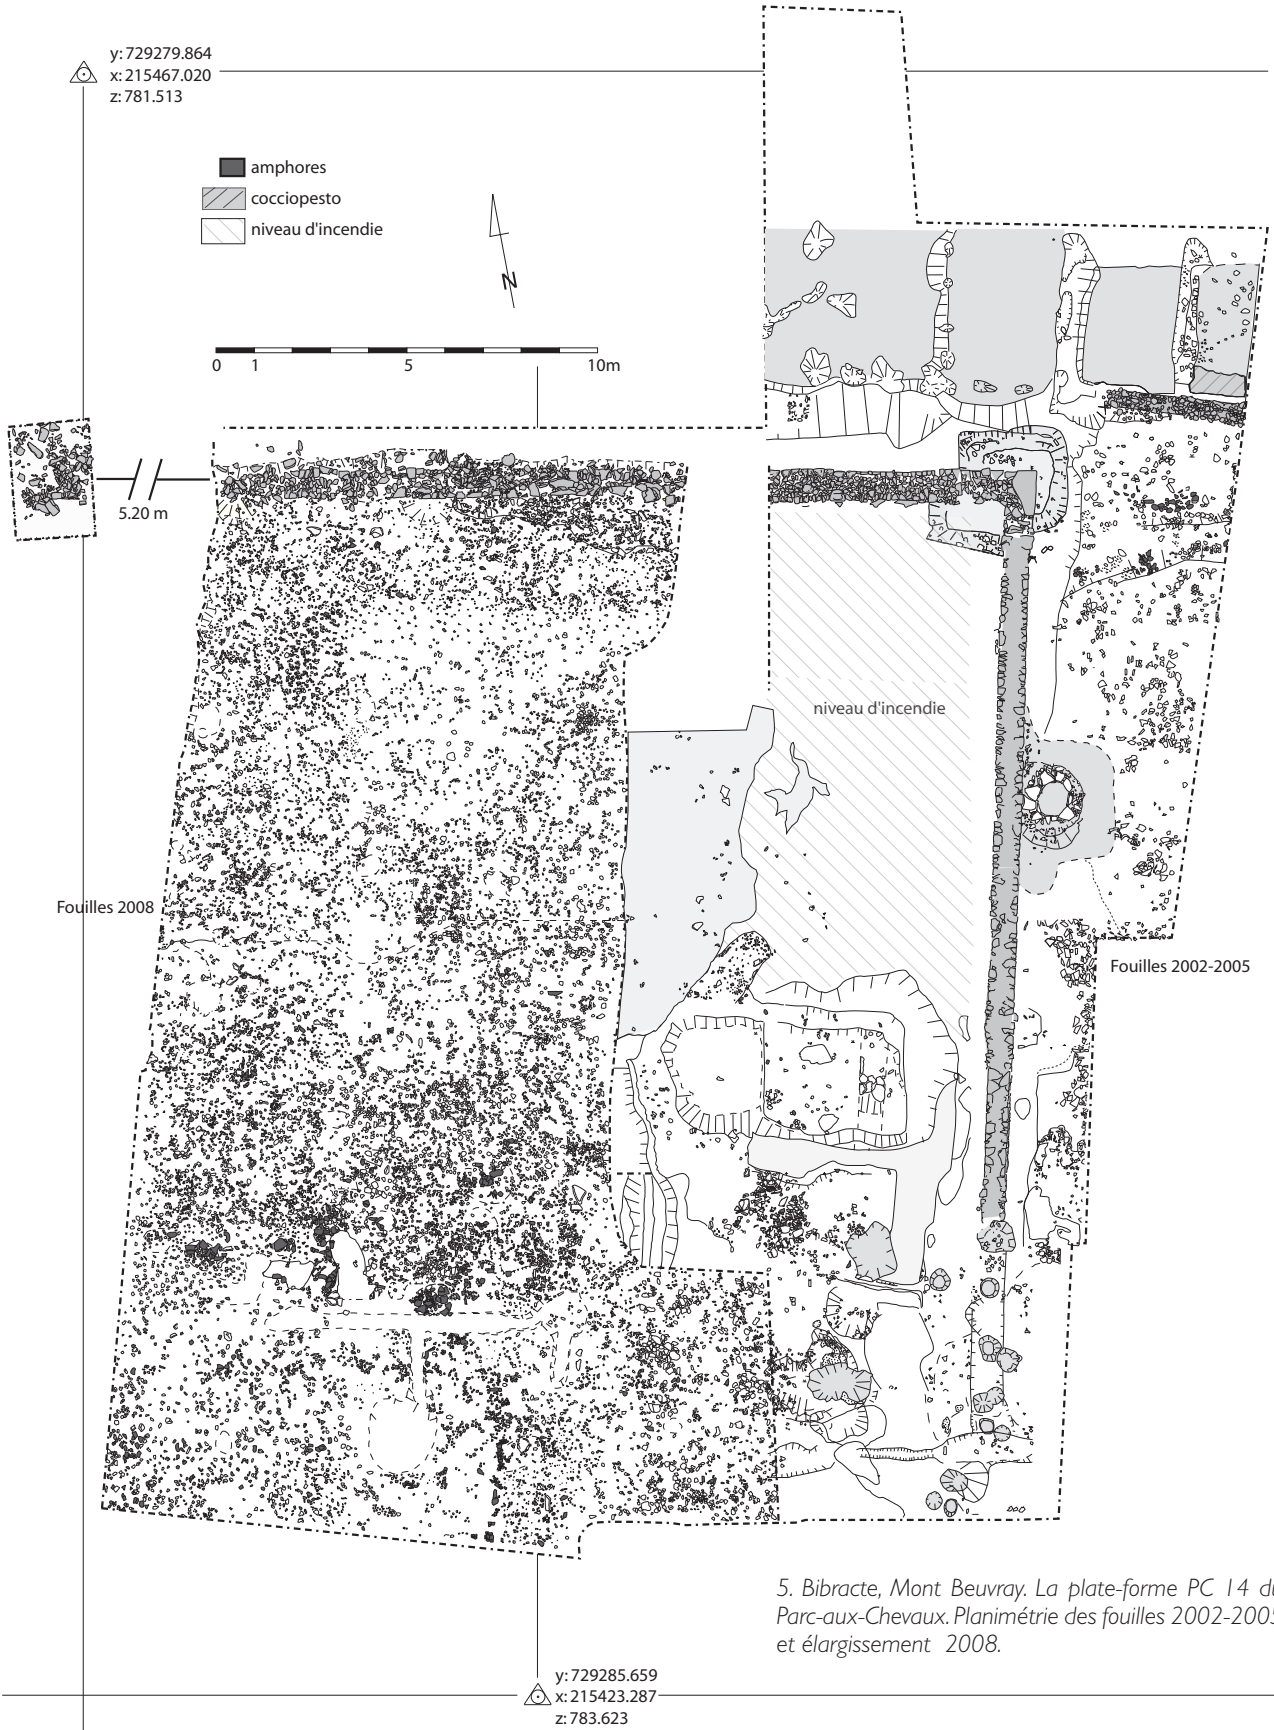 y: 729279.864
x: 215467.020
z: 781.513
amphores
cocciopesto
niveau d'incendie
N
0 1 5 10m
5.20 m
niveau d'incendie
Fouilles 2008
Fouilles 2002-2005
5. Bibracte, Mont Beuvray. La plate-forme PC 14 du
Parc-aux-Chevaux. Planimétrie des fouilles 2002-2005
et élargissement 2008.
y: 729285.659
x: 215423.287
z: 783.623